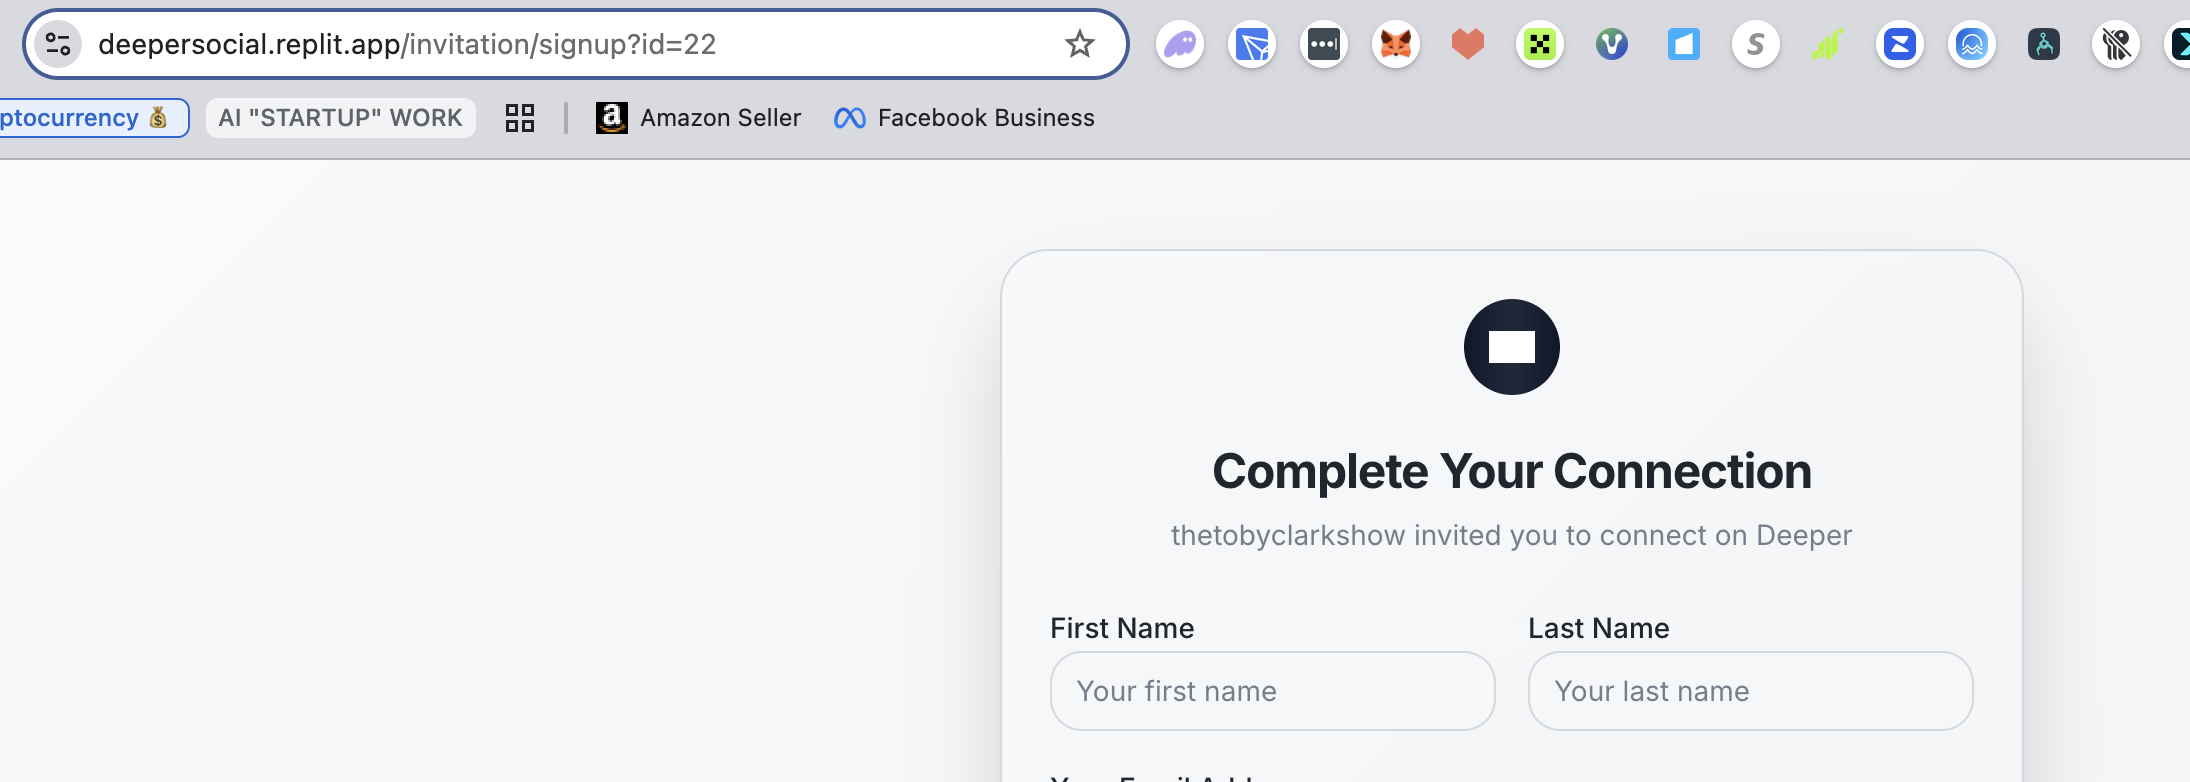 deepersocial.replit.app/invitation/signup?id=22
ptocurrency 💰
AI "STARTUP" WORK
Amazon Seller
Facebook Business
Complete Your Connection
thetobyclarkshow invited you to connect on Deeper
First Name
Last Name
Your first name
Your last name